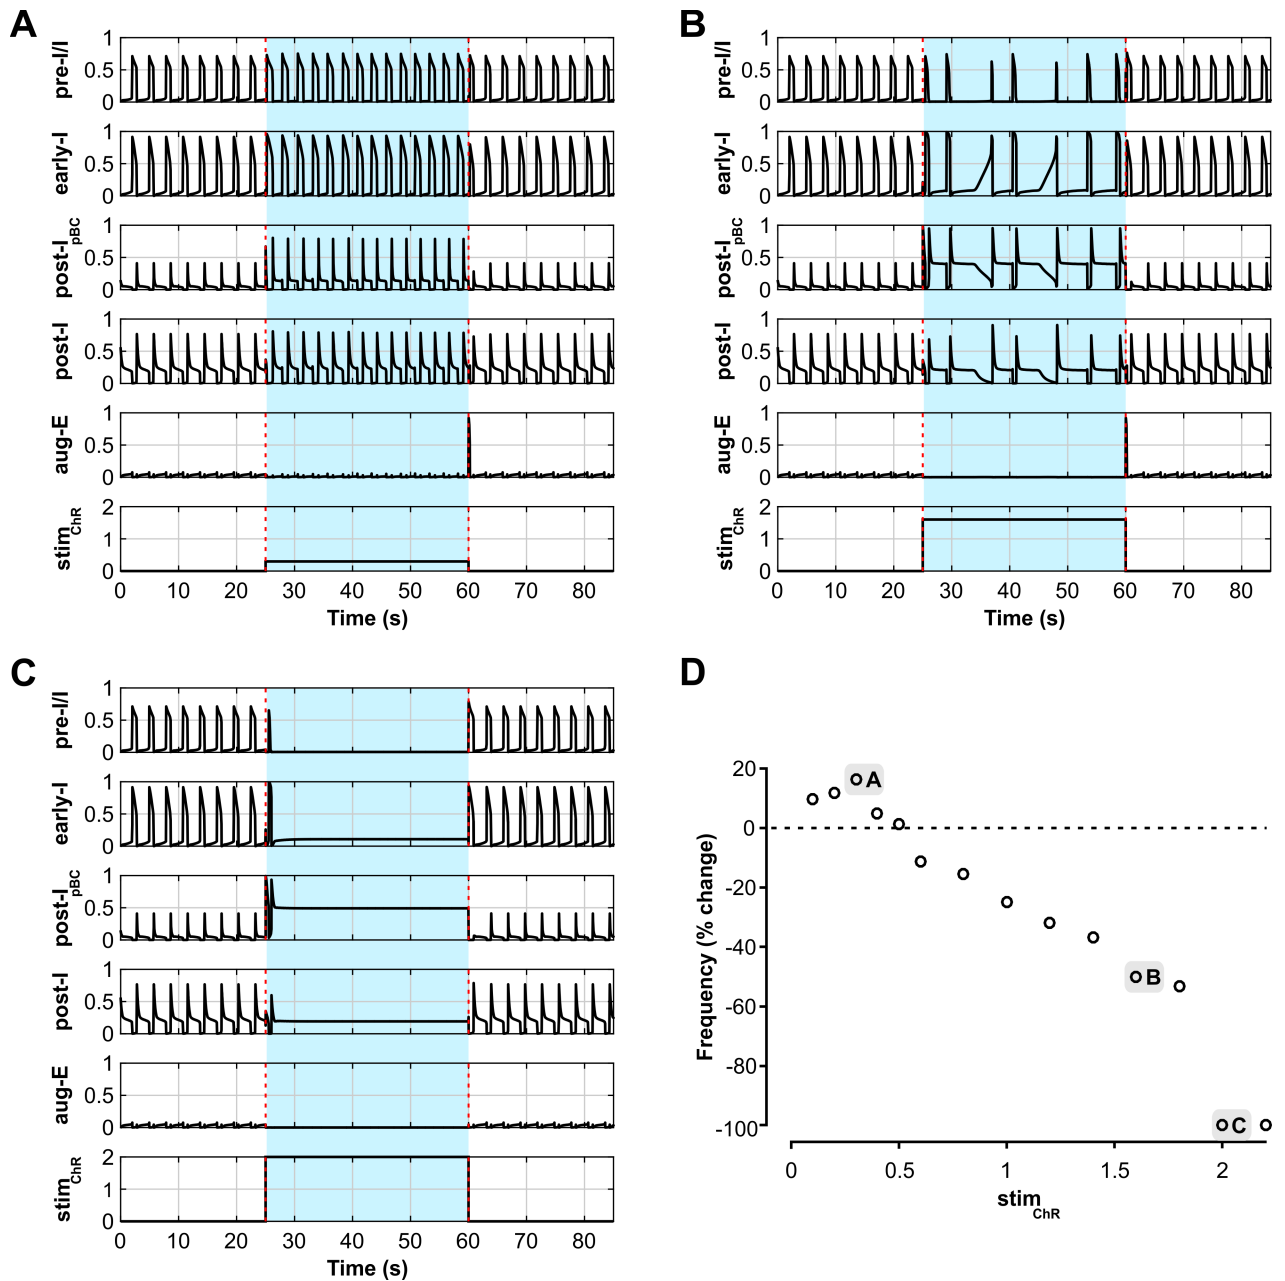 A
pre-I/I
1
0.5
0
early-I
1
0.5
0
post-IpBC
1
0.5
0
post-I
1
0.5
0
aug-E
1
0.5
0
stimChR
2
1
0
0 10 20 30 40 50 60 70 80
Time (s)
B
pre-I/I
1
0.5
0
early-I
1
0.5
0
post-IpBC
1
0.5
0
post-I
1
0.5
0
aug-E
1
0.5
0
stimChR
2
1
0
0 10 20 30 40 50 60 70 80
Time (s)
C
pre-I/I
1
0.5
0
early-I
1
0.5
0
post-IpBC
1
0.5
0
post-I
1
0.5
0
aug-E
1
0.5
0
stimChR
2
1
0
0 10 20 30 40 50 60 70 80
Time (s)
D
Frequency (% change)
20
0
-20
-40
-60
-80
-100
A
B
C
0 0.5 1 1.5 2
stimChR